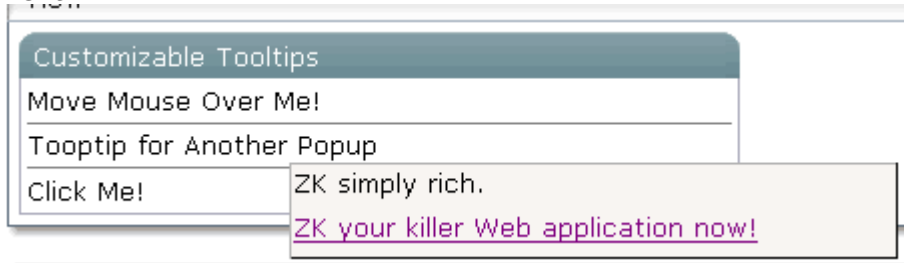 Customizable Tooltips
Move Mouse Over Me!
Tooptip for Another Popup
Click Me!
ZK simply rich.
ZK your killer Web application now!